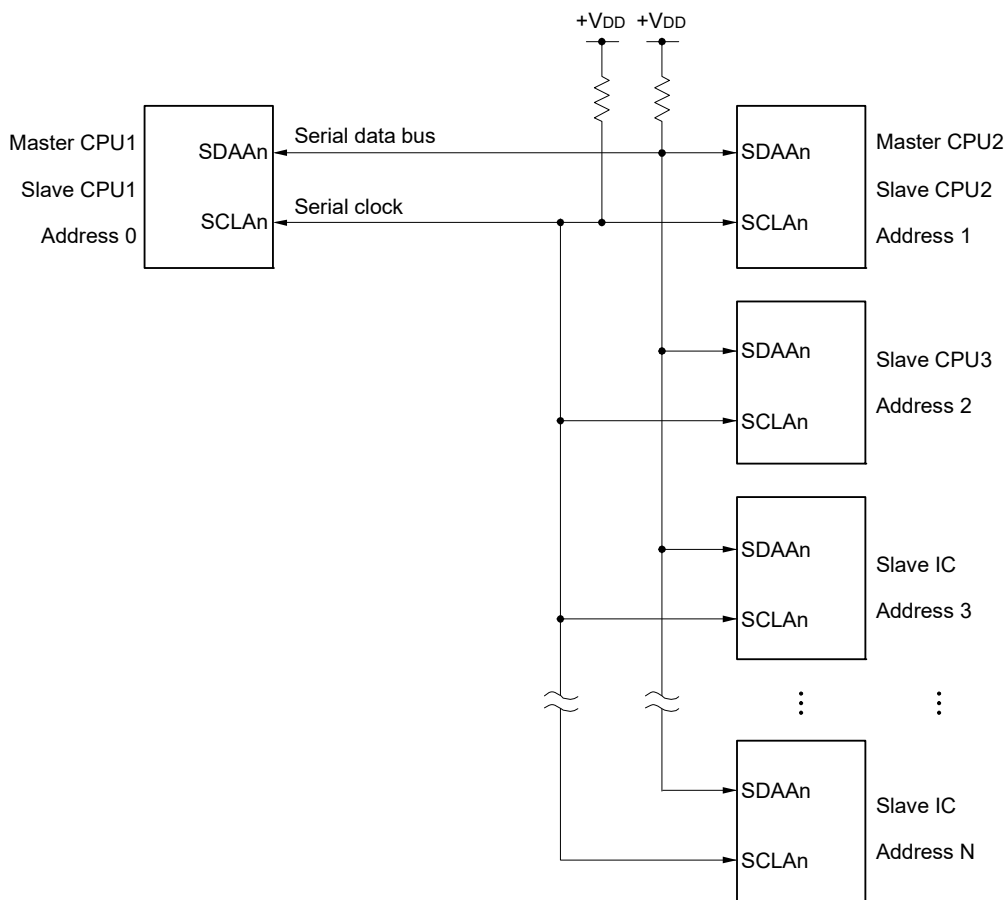 +VDD +VDD
Master CPU1
Slave CPU1
Address 0
SDAAn
SCLAn
Serial data bus
Serial clock
SDAAn
SCLAn
Master CPU2
Slave CPU2
Address 1
SDAAn
SCLAn
Slave CPU3
Address 2
SDAAn
SCLAn
Slave IC
Address 3
SDAAn
SCLAn
Slave IC
Address N